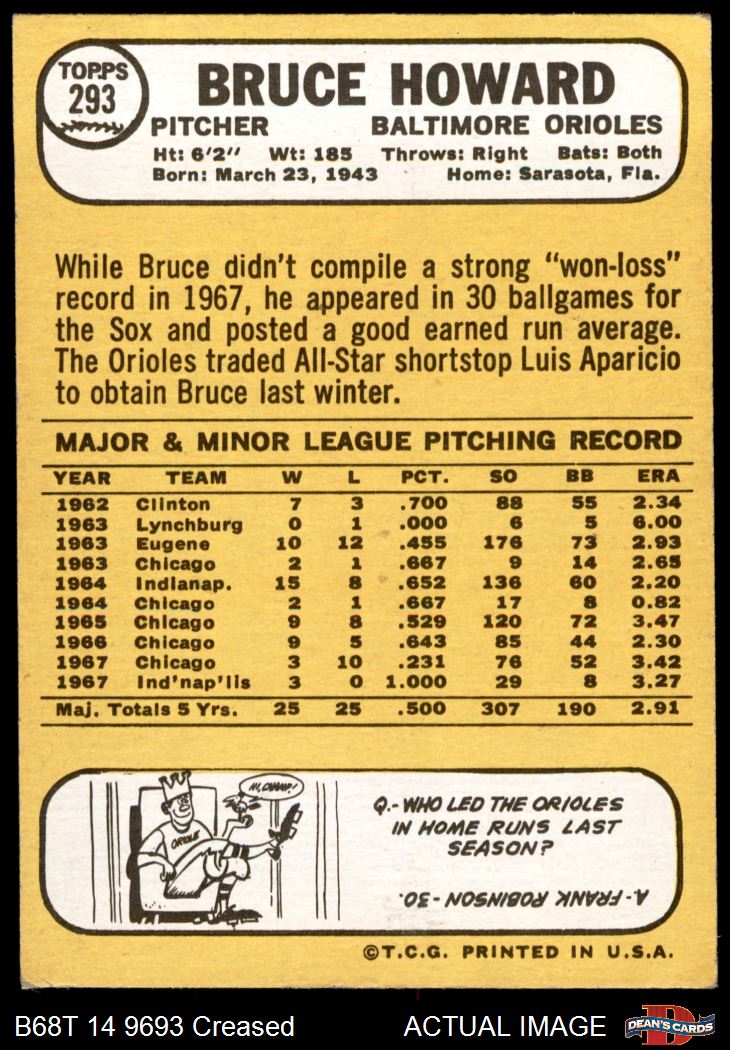 TOPPS
293
BRUCE HOWARD
PITCHER BALTIMORE ORIOLES
Ht: 6'2" Wt: 185 Throws: Right Bats: Both
Born: March 23, 1943 Home: Sarasota, Fla.
While Bruce didn't compile a strong "won-loss"
record in 1967, he appeared in 30 ballgames for
the Sox and posted a good earned run average.
The Orioles traded All-Star shortstop Luis Aparicio
to obtain Bruce last winter.
MAJOR & MINOR LEAGUE PITCHING RECORD
YEAR TEAM W L PCT. SO BB ERA
1962 Clinton 7 3 .700 88 55 2.34
1963 Lynchburg 0 1 .000 6 5 6.00
1963 Eugene 10 12 .455 176 73 2.93
1963 Chicago 2 1 .667 9 14 2.65
1964 Indianap. 15 8 .652 136 60 2.20
1964 Chicago 2 1 .667 17 8 0.82
1965 Chicago 9 8 .529 120 72 3.47
1966 Chicago 9 5 .643 85 44 2.30
1967 Chicago 3 10 .231 76 52 3.42
1967 Ind'nap'lis 3 0 1.000 29 8 3.27
Maj. Totals 5 Yrs. 25 25 .500 307 190 2.91
HI, CHAMP!
ORIOLE
Q.-WHO LED THE ORIOLES
IN HOME RUNS LAST
SEASON?
A-FRANK ROBINSON-30.
©T.C.G. PRINTED IN U.S.A.
B68T 14 9693 Creased ACTUAL IMAGE
D
DEAN'S CARDS